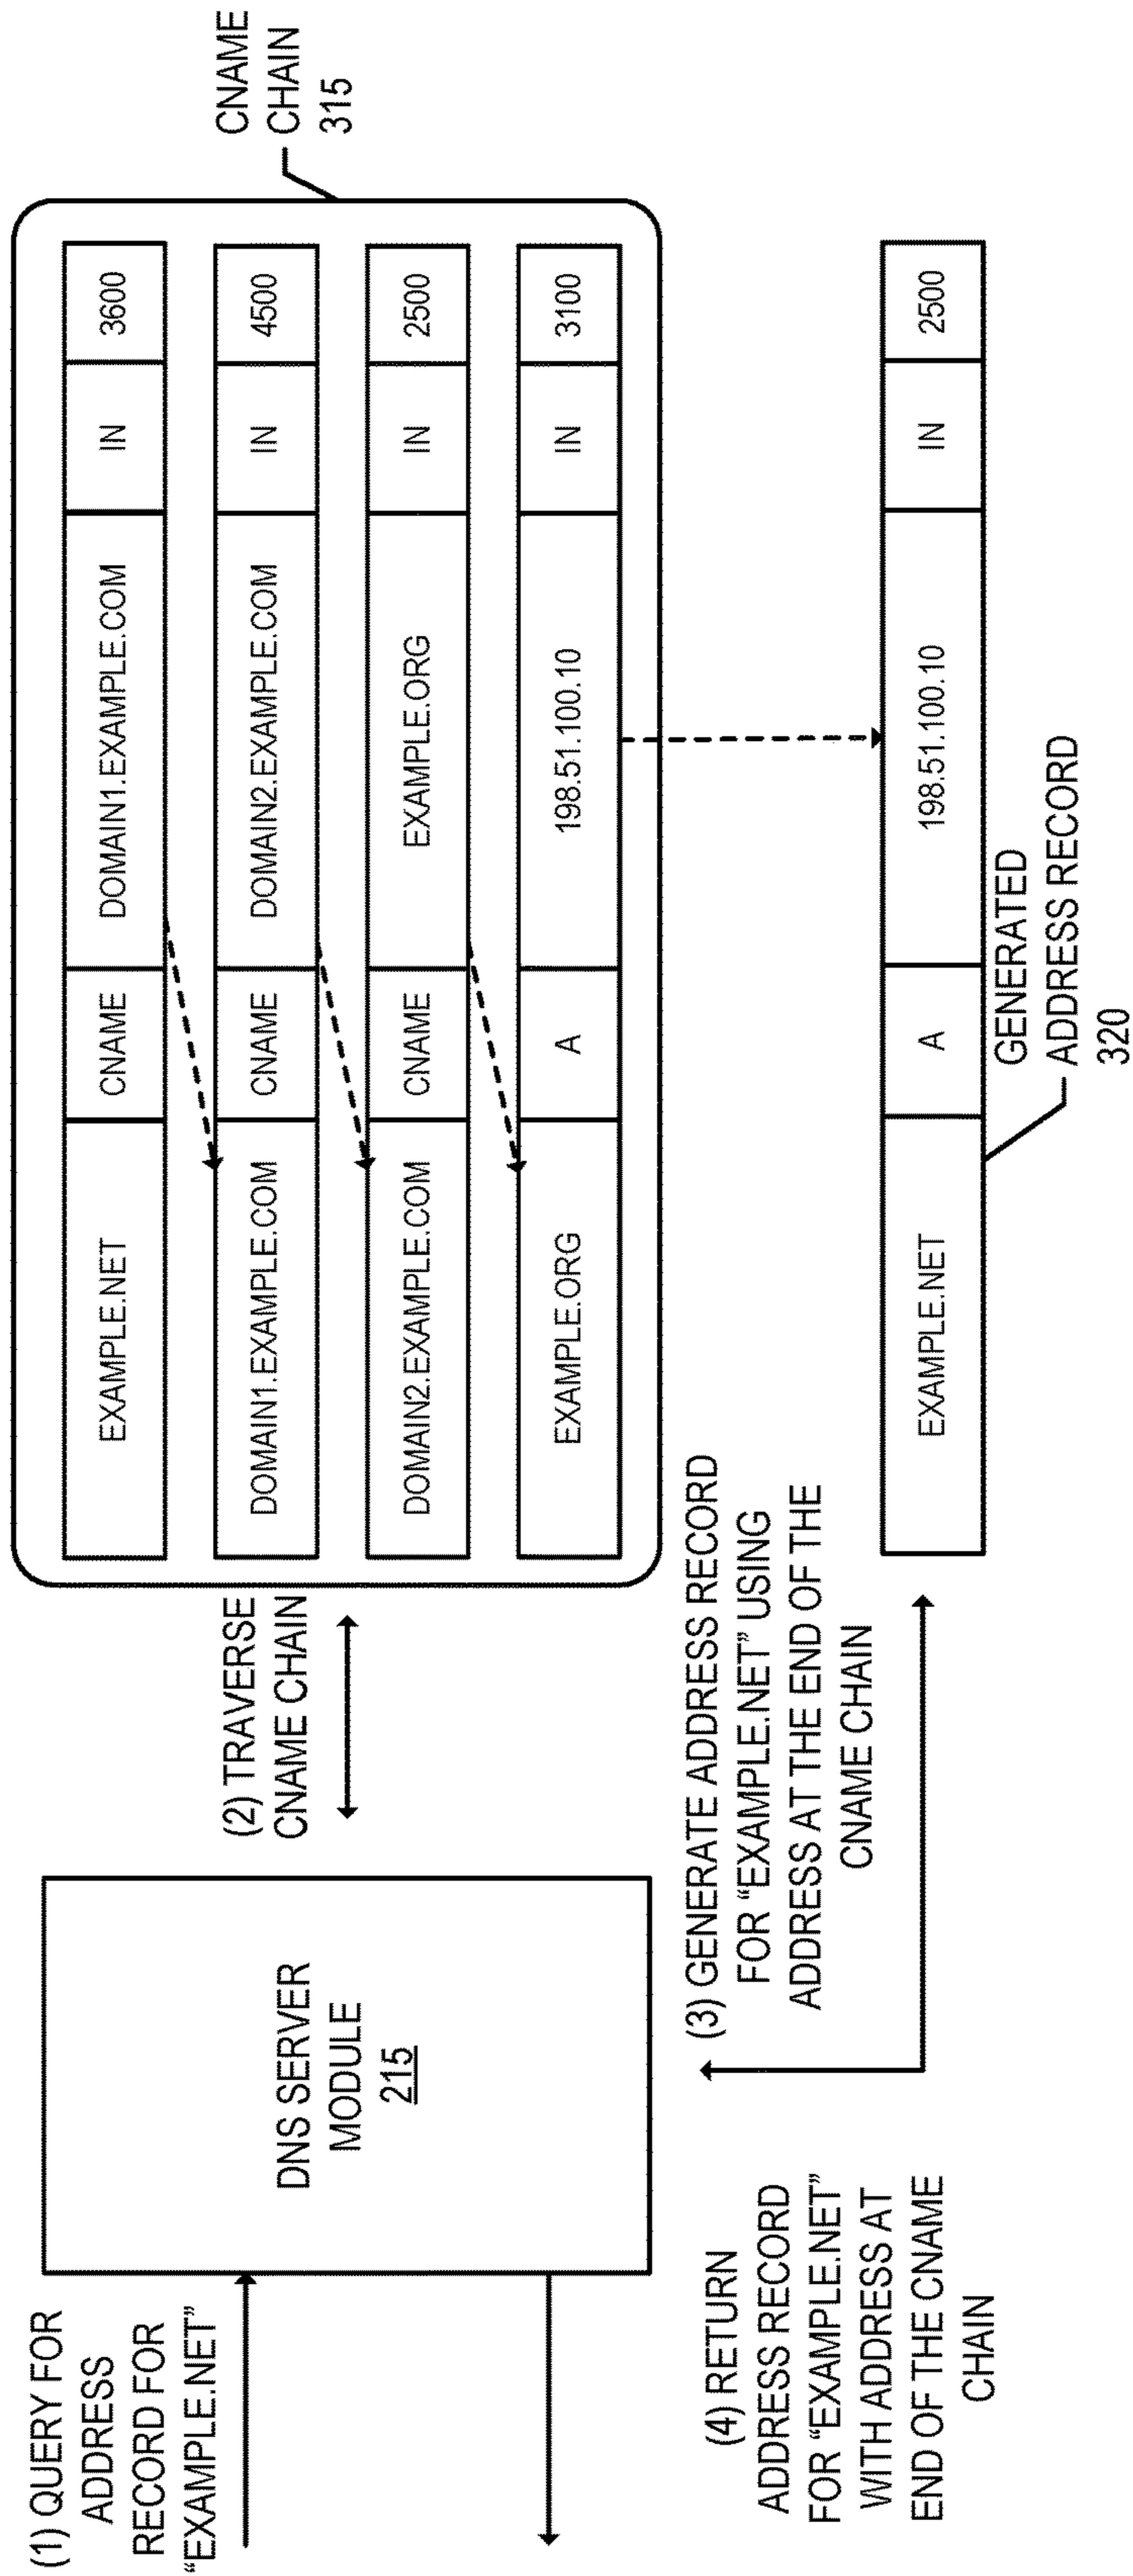 (1) QUERY FOR
ADDRESS
RECORD FOR
“EXAMPLE.NET”
DNS SERVER
MODULE
215
(2) TRAVERSE
CNAME CHAIN
EXAMPLE.NET CNAME DOMAIN1.EXAMPLE.COM IN 3600
DOMAIN1.EXAMPLE.COM CNAME DOMAIN2.EXAMPLE.COM IN 4500
DOMAIN2.EXAMPLE.COM CNAME EXAMPLE.ORG IN 2500
EXAMPLE.ORG A 198.51.100.10 IN 3100
CNAME
CHAIN
315
(3) GENERATE ADDRESS RECORD
FOR “EXAMPLE.NET” USING
ADDRESS AT THE END OF THE
CNAME CHAIN
EXAMPLE.NET A 198.51.100.10 IN 2500
GENERATED
ADDRESS RECORD
320
(4) RETURN
ADDRESS RECORD
FOR “EXAMPLE.NET”
WITH ADDRESS AT
END OF THE CNAME
CHAIN